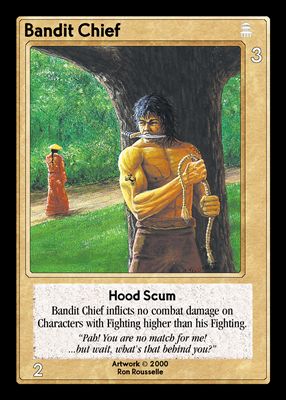 Bandit Chief
3
Hood Scum
Bandit Chief inflicts no combat damage on
Characters with Fighting higher than his Fighting.
"Pah! You are no match for me!
...but wait, what's that behind you?"
2
Artwork © 2000
Ron Rousselle